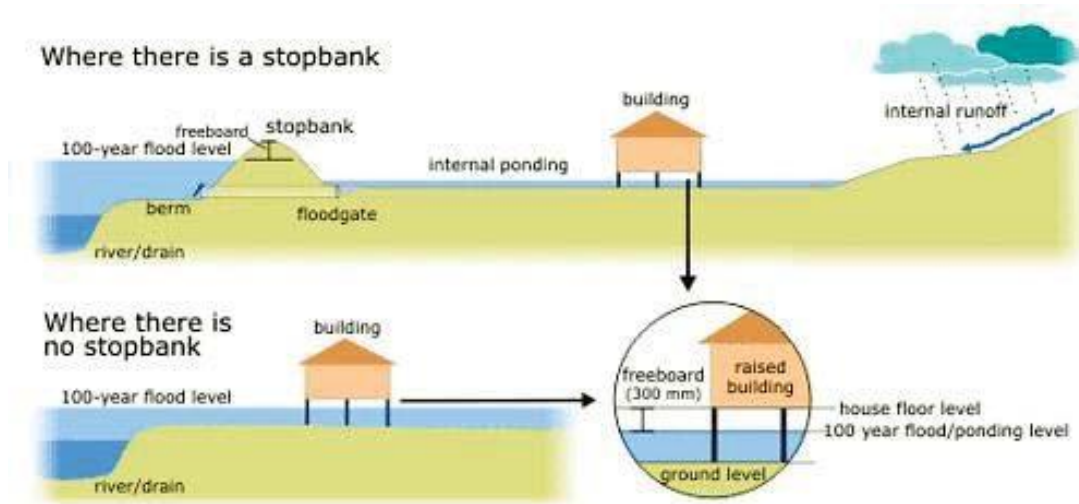 Where there is a stopbank
building
internal runoff
freeboard
stopbank
100-year flood level
internal ponding
berm
floodgate
river/drain
Where there is
no stopbank
building
100-year flood level
river/drain
freeboard
(300 mm)
raised
building
house floor level
100 year flood/ponding level
ground level